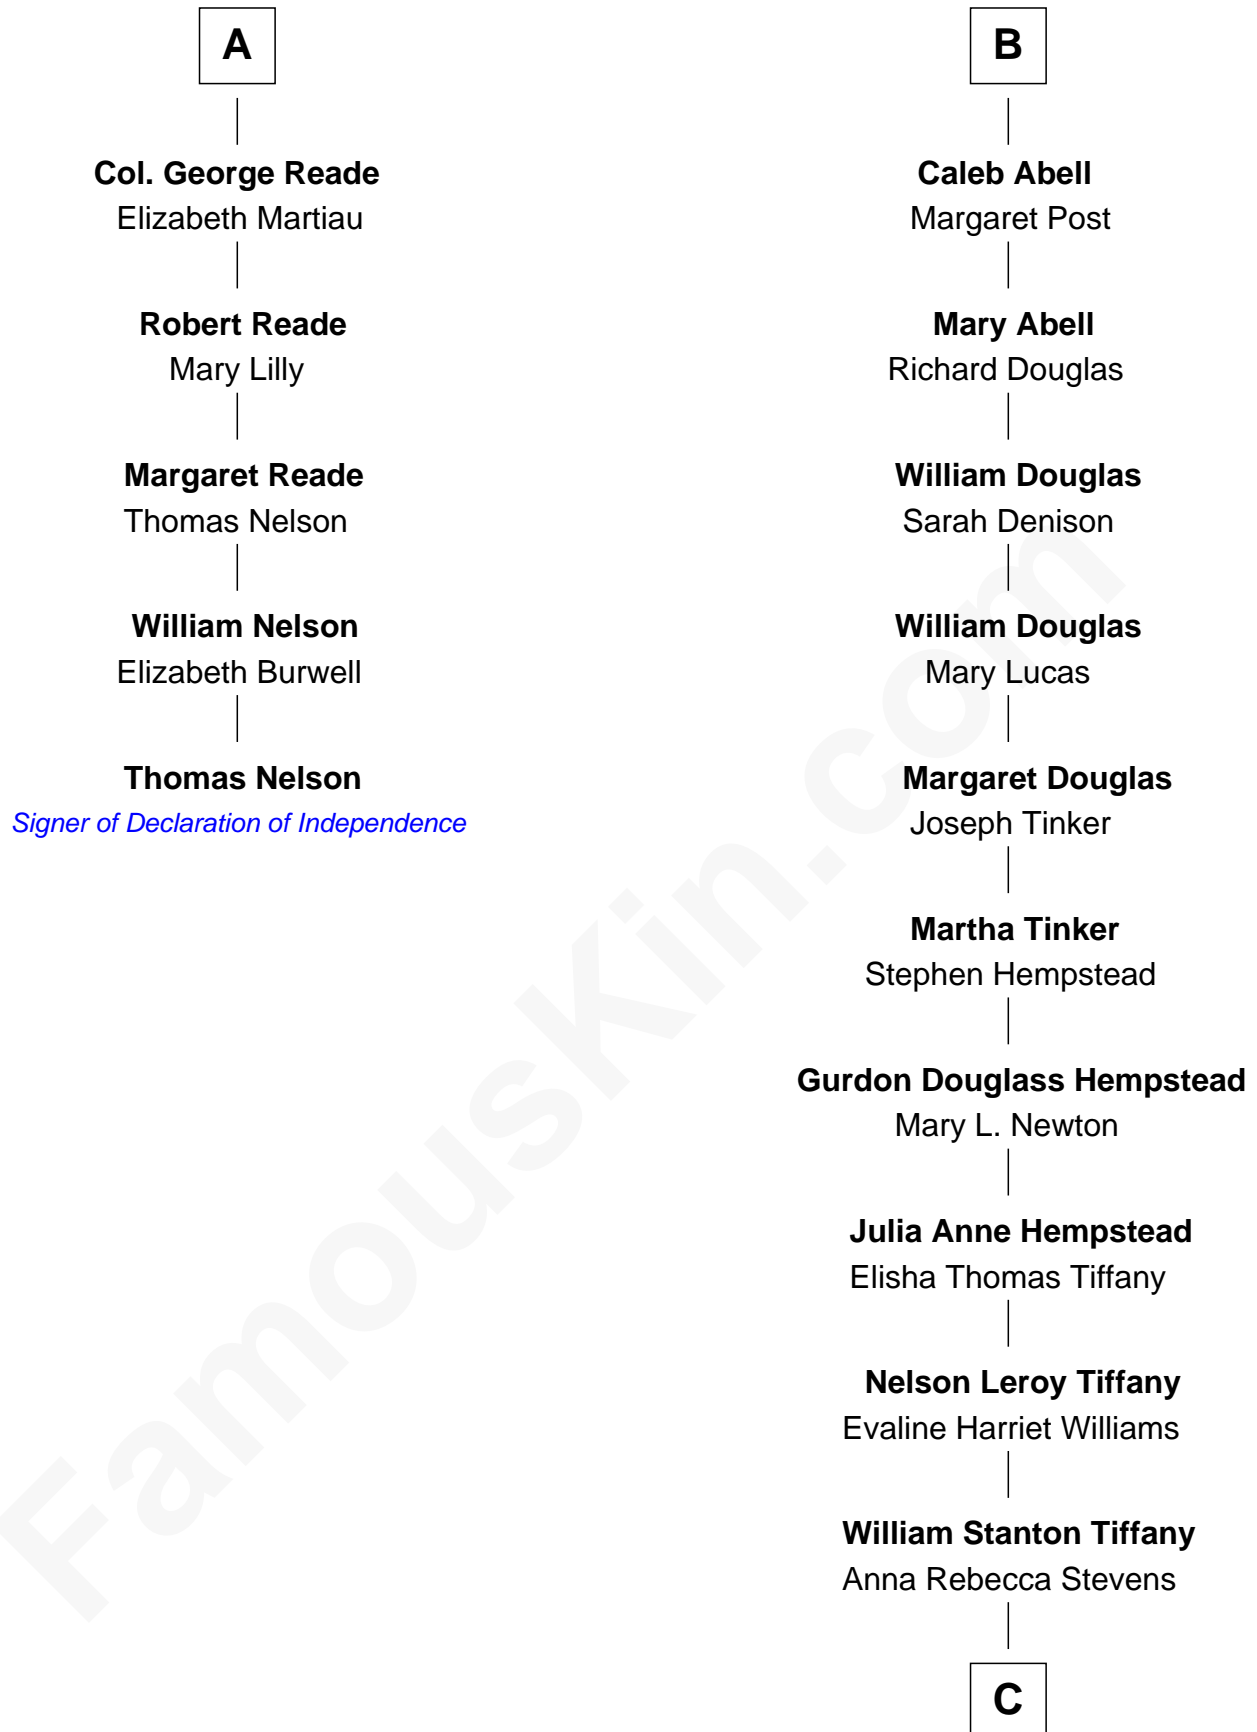 A
Col. George Reade
Elizabeth Martiau
Robert Reade
Mary Lilly
Margaret Reade
Thomas Nelson
William Nelson
Elizabeth Burwell
Thomas Nelson
Signer of Declaration of Independence
B
Caleb Abell
Margaret Post
Mary Abell
Richard Douglas
William Douglas
Sarah Denison
William Douglas
Mary Lucas
Margaret Douglas
Joseph Tinker
Martha Tinker
Stephen Hempstead
Gurdon Douglass Hempstead
Mary L. Newton
Julia Anne Hempstead
Elisha Thomas Tiffany
Nelson Leroy Tiffany
Evaline Harriet Williams
William Stanton Tiffany
Anna Rebecca Stevens
C
FamousKin.com